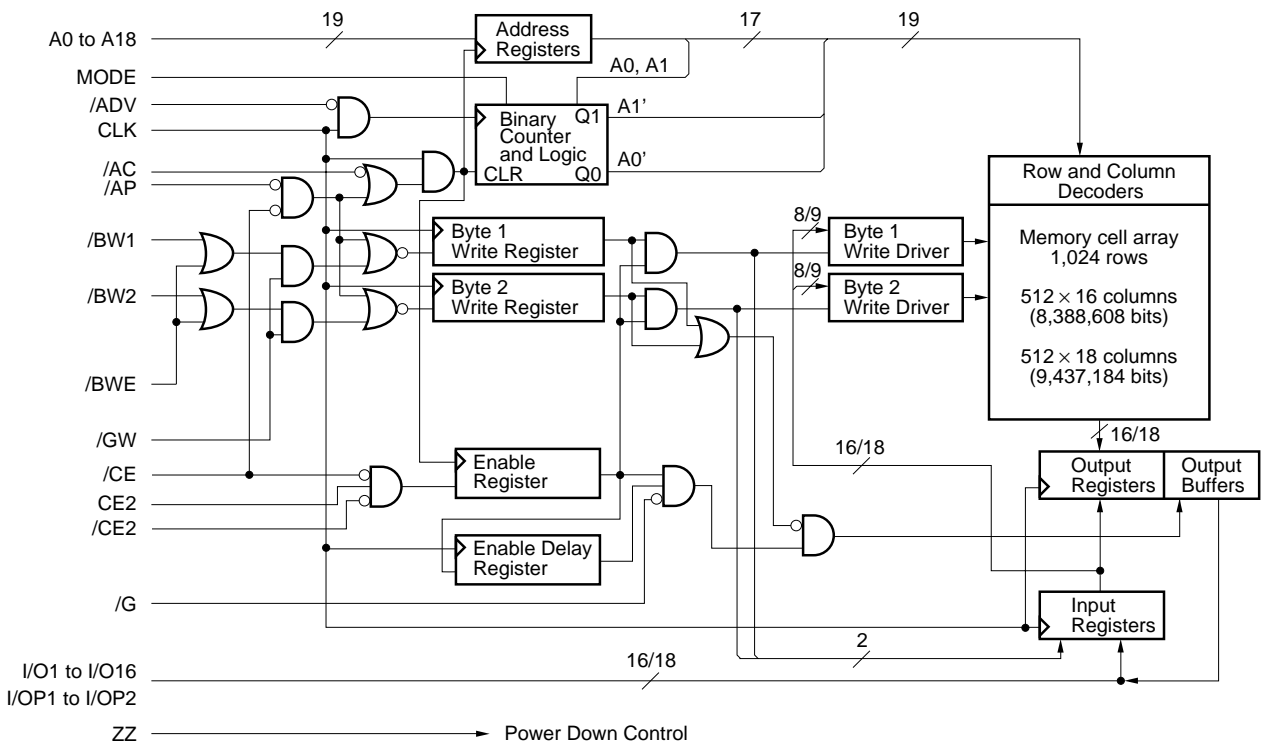 A0 to A18
19
Address
Registers
17
19
MODE
A0, A1
/ADV
CLK
Binary
Counter
and Logic
CLR
Q1
Q0
A1’
A0’
/AC
/AP
Row and Column
Decoders
Memory cell array
1,024 rows
512 × 16 columns
(8,388,608 bits)
512 × 18 columns
(9,437,184 bits)
/BW1
Byte 1
Write Register
8/9
Byte 1
Write Driver
/BW2
Byte 2
Write Register
8/9
Byte 2
Write Driver
/BWE
/GW
16/18
16/18
/CE
CE2
/CE2
Enable
Register
Output
Registers
Output
Buffers
Enable Delay
Register
/G
Input
Registers
2
I/O1 to I/O16
I/OP1 to I/OP2
16/18
ZZ
Power Down Control